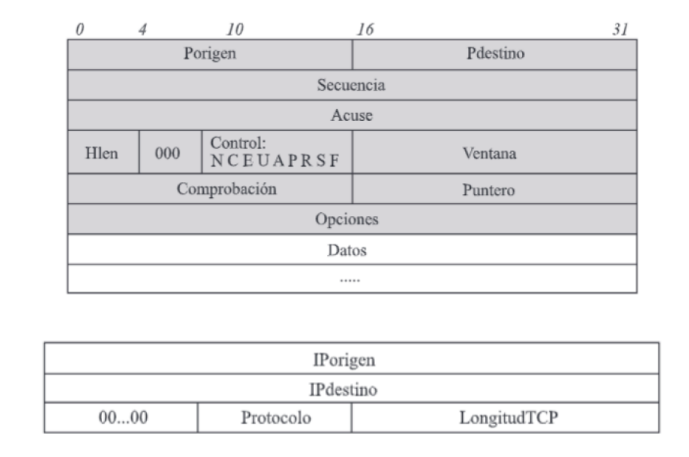 0 4 10 16 31
Porigen Pdestino
Secuencia
Acuse
Hlen 000 Control: Ventana
N C E U A P R S F
Comprobación Puntero
Opciones
Datos
.....
IPorigen
IPdestino
00...00 Protocolo LongitudTCP